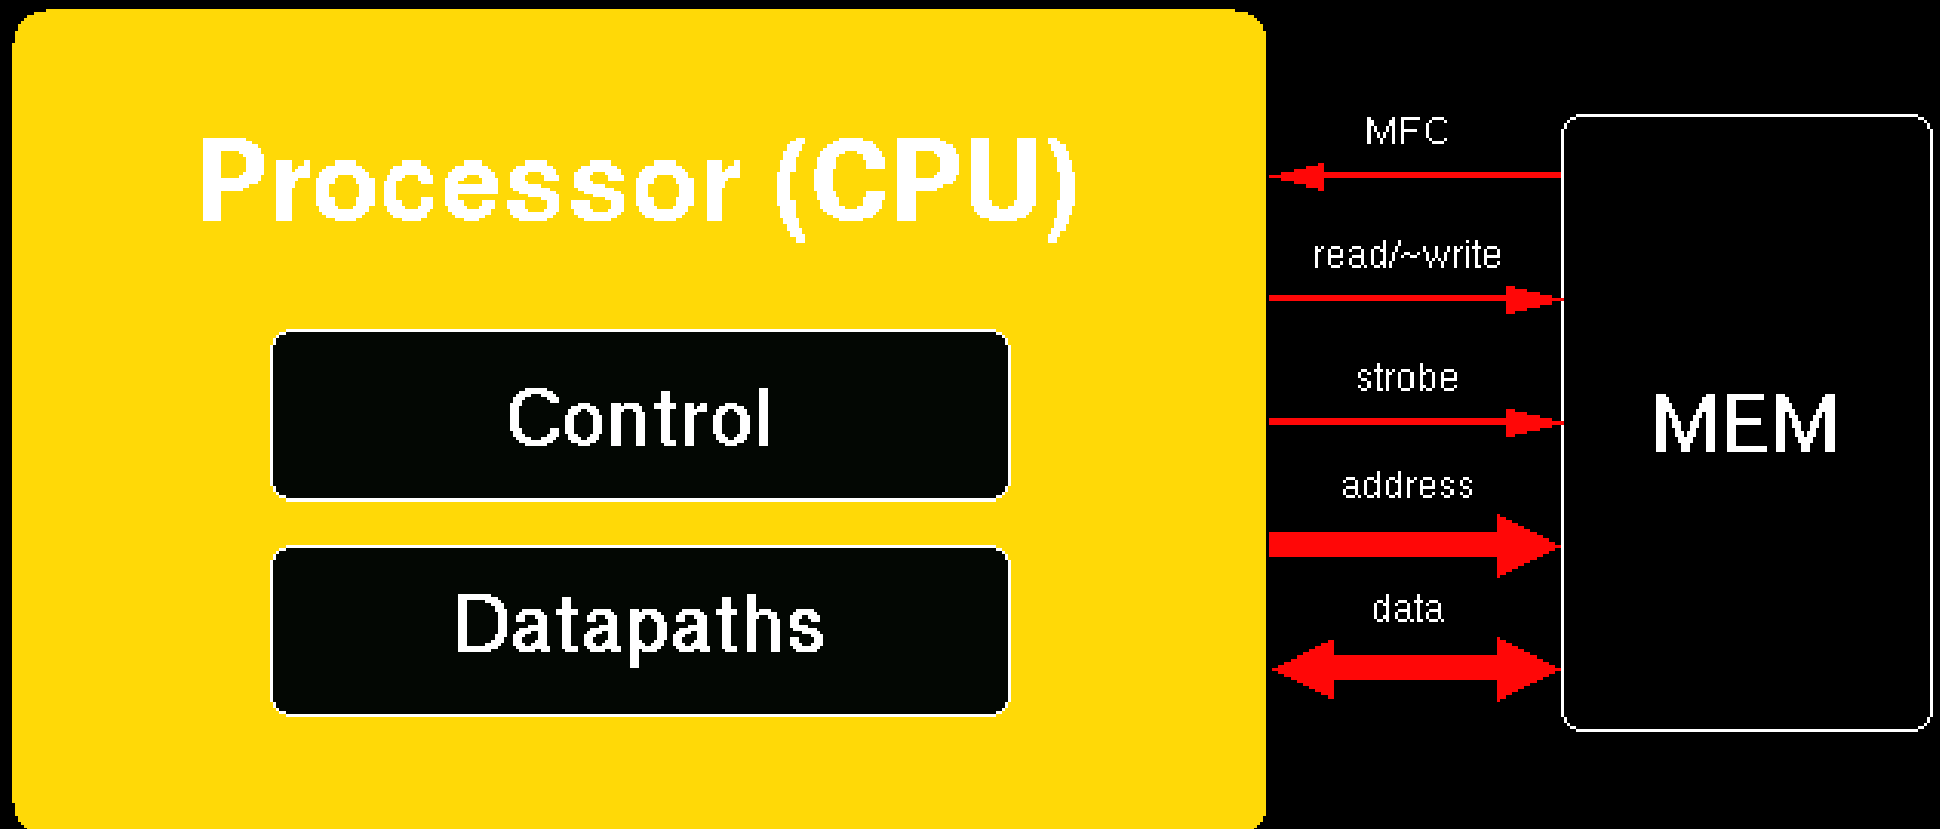 Processor (CPU)
Control
Datapaths
MFC
read/~write
strobe
address
data
MEM